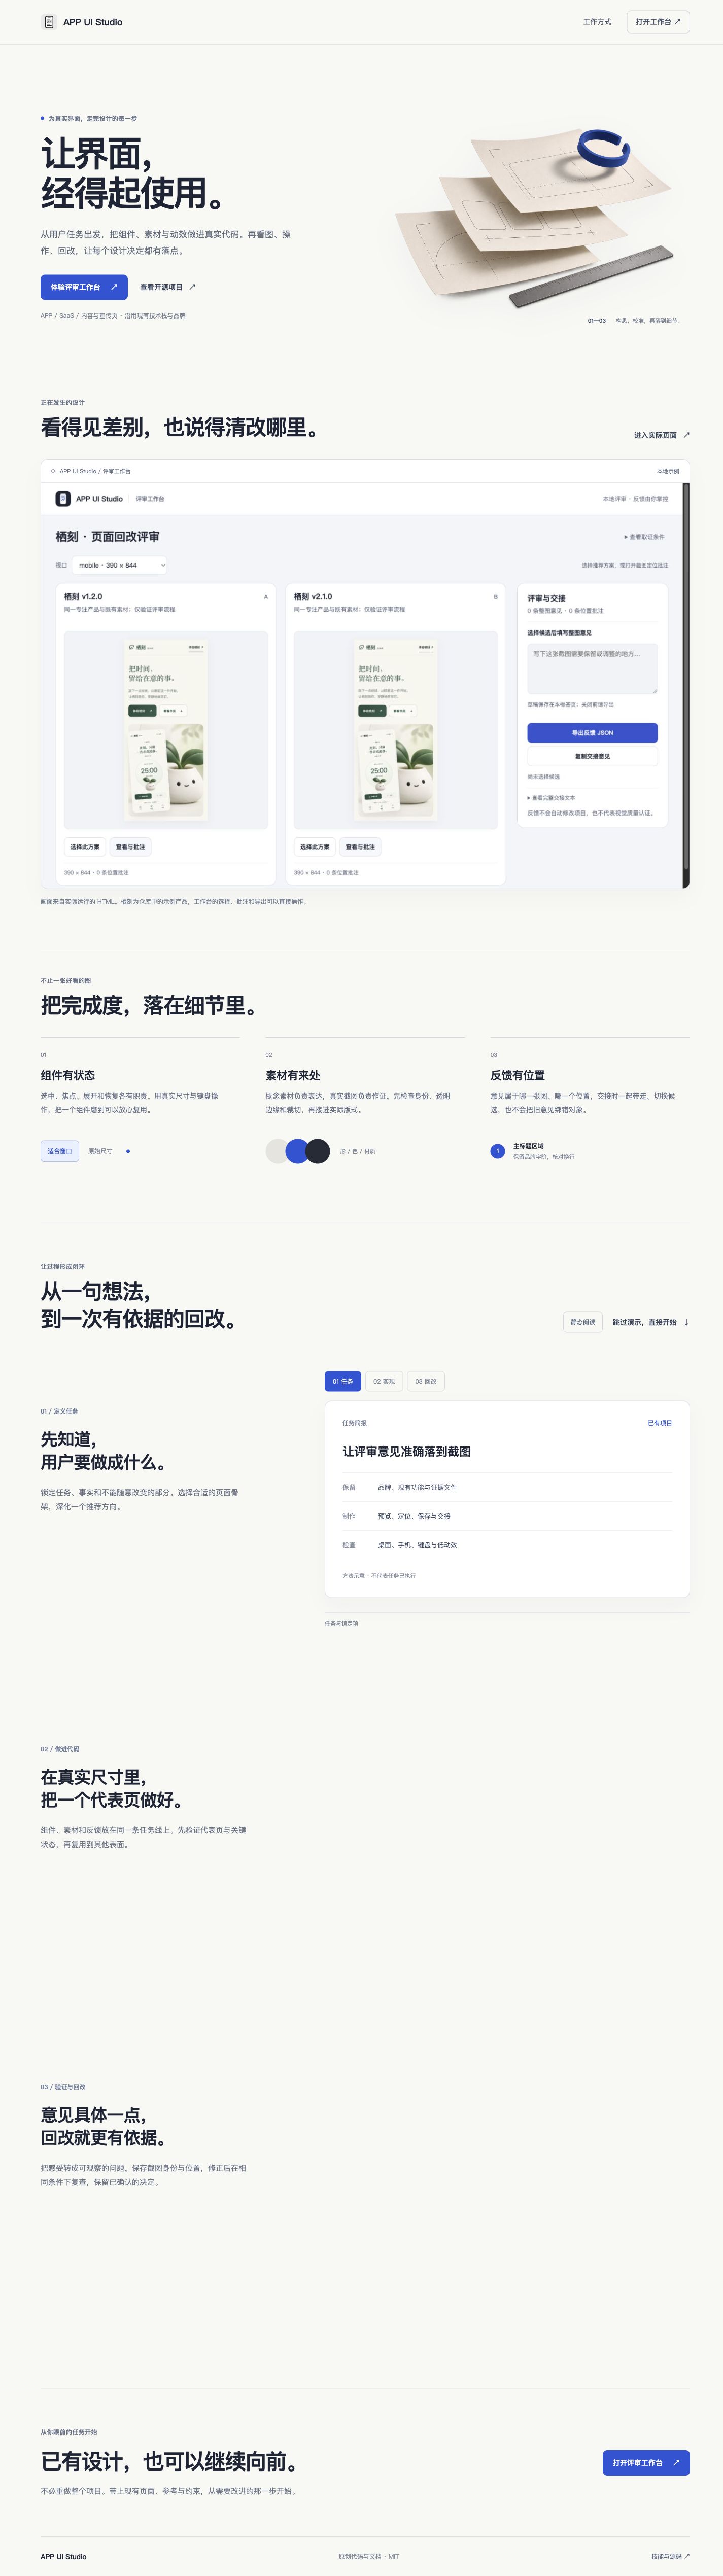 APP UI Studio
工作方式
打开工作台 ↗
为真实界面，走完设计的每一步
让界面，
经得起使用。
从用户任务出发，把组件、素材与动效做进真实代码。再看图、操
作、回改，让每个设计决定都有落点。
体验评审工作台 ↗
查看开源项目 ↗
APP / SaaS / 内容与宣传页 · 沿用现有技术栈与品牌
01—03 构思、校准，再落到细节。
正在发生的设计
看得见差别，也说得清改哪里。
进入实际页面 ↗
APP UI Studio / 评审工作台
本地示例
APP UI Studio
评审工作台
本地评审 · 反馈由你掌控
栖刻 · 页面回改评审
▸ 查看取证条件
视口
mobile · 390 × 844
选择推荐方案，或打开截图定位批注
栖刻 v1.2.0
A
同一专注产品与既有素材；仅验证评审流程
栖刻
把时间，
留给在意的事。
25:00
选择此方案
查看与批注
390 × 844 · 0 条位置批注
栖刻 v2.1.0
B
同一专注产品与既有素材；仅验证评审流程
栖刻
把时间，
留给在意的事。
25:00
选择此方案
查看与批注
390 × 844 · 0 条位置批注
评审与交接
0 条整图意见 · 0 条位置批注
选择候选后填写整图意见
写下这张截图需要保留或调整的地方…
草稿保存在本标签页；关闭前请导出
导出反馈 JSON
复制交接意见
尚未选择候选
▸ 查看完整交接文本
反馈不会自动修改项目，也不代表视觉质量认证。
画面来自实际运行的 HTML。栖刻为仓库中的示例产品，工作台的选择、批注和导出可以直接操作。
不止一张好看的图
把完成度，落在细节里。
01
组件有状态
选中、焦点、展开和恢复各有职责。用真实尺寸与键盘操
作，把一个组件磨到可以放心复用。
适合窗口
原始尺寸
02
素材有来处
概念素材负责表达，真实截图负责作证。先检查身份、透明
边缘和裁切，再接进实际版式。
形 / 色 / 材质
03
反馈有位置
意见属于哪一张图、哪一个位置，交接时一起带走。切换候
选，也不会把旧意见绑错对象。
1
主标题区域
保留品牌字阶，核对换行
让过程形成闭环
从一句想法，
到一次有依据的回改。
静态阅读
跳过演示，直接开始 ↓
01 任务
02 实现
03 回改
01 / 定义任务
先知道，
用户要做成什么。
锁定任务、事实和不能随意改变的部分。选择合适的页面骨
架，深化一个推荐方向。
任务简报
已有项目
让评审意见准确落到截图
保留 品牌、现有功能与证据文件
制作 预览、定位、保存与交接
检查 桌面、手机、键盘与低动效
方法示意 · 不代表任务已执行
任务与锁定项
02 / 做进代码
在真实尺寸里，
把一个代表页做好。
组件、素材和反馈放在同一条任务线上。先验证代表页与关键
状态，再复用到其他表面。
03 / 验证与回改
意见具体一点，
回改就更有依据。
把感受转成可观察的问题。保存截图身份与位置，修正后在相
同条件下复查，保留已确认的决定。
从你眼前的任务开始
已有设计，也可以继续向前。
不必重做整个项目。带上现有页面、参考与约束，从需要改进的那一步开始。
打开评审工作台 ↗
APP UI Studio
原创代码与文档 · MIT
技能与源码 ↗